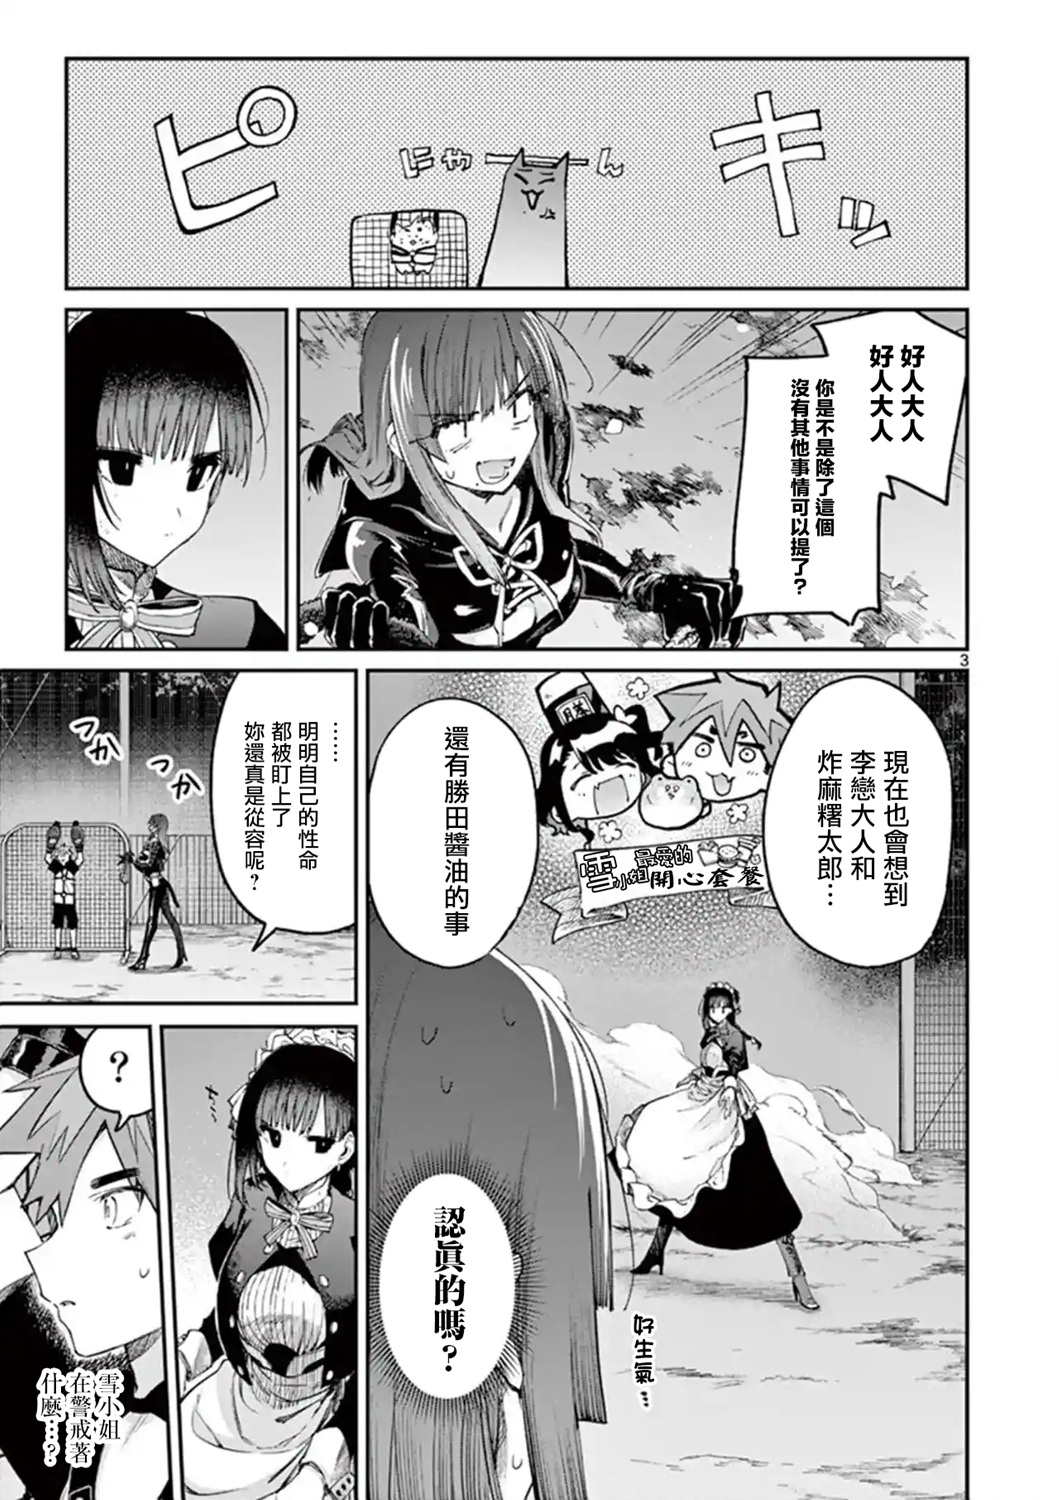 ピキッ
にゃん
好人大人
好人大人
你是不是除了這個
沒有其他事情可以提了?
3
現在也會想到
李戀大人和
炸麻糬太郎…
雪小姐
最愛的
開心套餐
還有勝田醬油的事
認真的嗎?
好生氣…
……
明明自己的性命
都被盯上了
妳還真是從容呢?
つか
つか
?
雪小姐
在警戒著
什麼…?